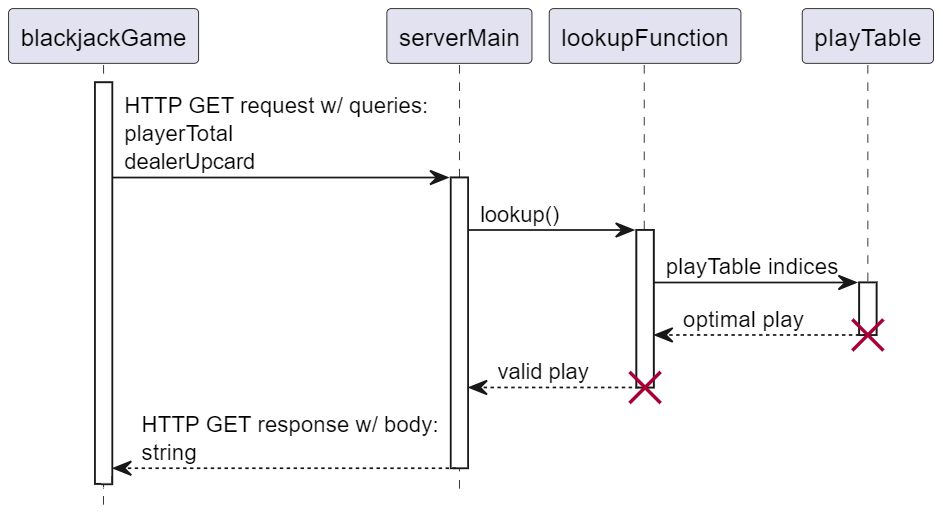 blackjackGame
serverMain
lookupFunction
playTable
HTTP GET request w/ queries:
playerTotal
dealerUpcard
lookup()
playTable indices
optimal play
valid play
HTTP GET response w/ body:
string